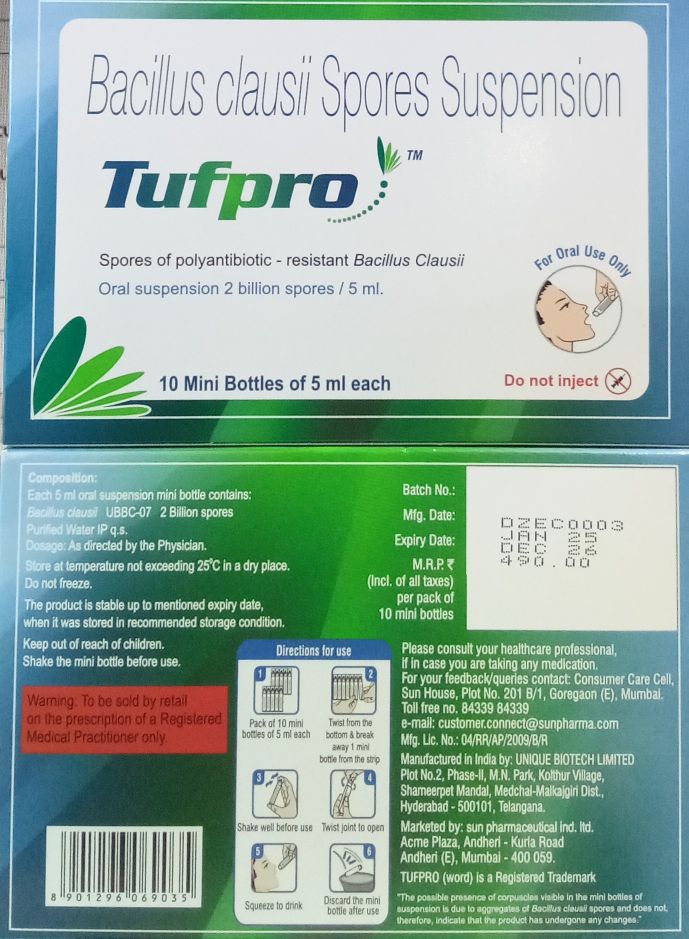 Bacillus clausii Spores Suspension
Tufpro TM
Spores of polyantibiotic - resistant Bacillus Clausii
Oral suspension 2 billion spores / 5 ml.
For Oral Use Only
10 Mini Bottles of 5 ml each
Do not inject
Composition:
Each 5 ml oral suspension mini bottle contains:
Bacillus clausii UBBC-07 2 Billion spores
Purified Water IP q.s.
Dosage: As directed by the Physician.
Store at temperature not exceeding 25°C in a dry place.
Do not freeze.
The product is stable up to mentioned expiry date,
when it was stored in recommended storage condition.
Keep out of reach of children.
Shake the mini bottle before use.
Warning: To be sold by retail
on the prescription of a Registered
Medical Practitioner only.
8 901296 069035
Batch No.:
Mfg. Date:
Expiry Date:
M.R.P. ₹
(Incl. of all taxes)
per pack of
10 mini bottles
DZEC0003
JAN 25
DEC 26
490.00
Directions for use
1
Pack of 10 mini
bottles of 5 ml each
2
Twist from the
bottom & break
away 1 mini
bottle from the strip
3
Shake well before use
4
Twist joint to open
5
Squeeze to drink
6
Discard the mini
bottle after use
Please consult your healthcare professional,
if in case you are taking any medication.
For your feedback/queries contact: Consumer Care Cell,
Sun House, Plot No. 201 B/1, Goregaon (E), Mumbai.
Toll free no. 84339 84339
e-mail: customer.connect@sunpharma.com
Mfg. Lic. No.: 04/RR/AP/2009/B/R
Manufactured in India by: UNIQUE BIOTECH LIMITED
Plot No.2, Phase-II, M.N. Park, Kolthur Village,
Shameerpet Mandal, Medchal-Malkajgiri Dist.,
Hyderabad - 500101, Telangana.
Marketed by: sun pharmaceutical ind. ltd.
Acme Plaza, Andheri - Kurla Road
Andheri (E), Mumbai - 400 059.
TUFPRO (word) is a Registered Trademark
"The possible presence of corpuscles visible in the mini bottles of
suspension is due to aggregates of Bacillus clausii spores and does not,
therefore, indicate that the product has undergone any changes."